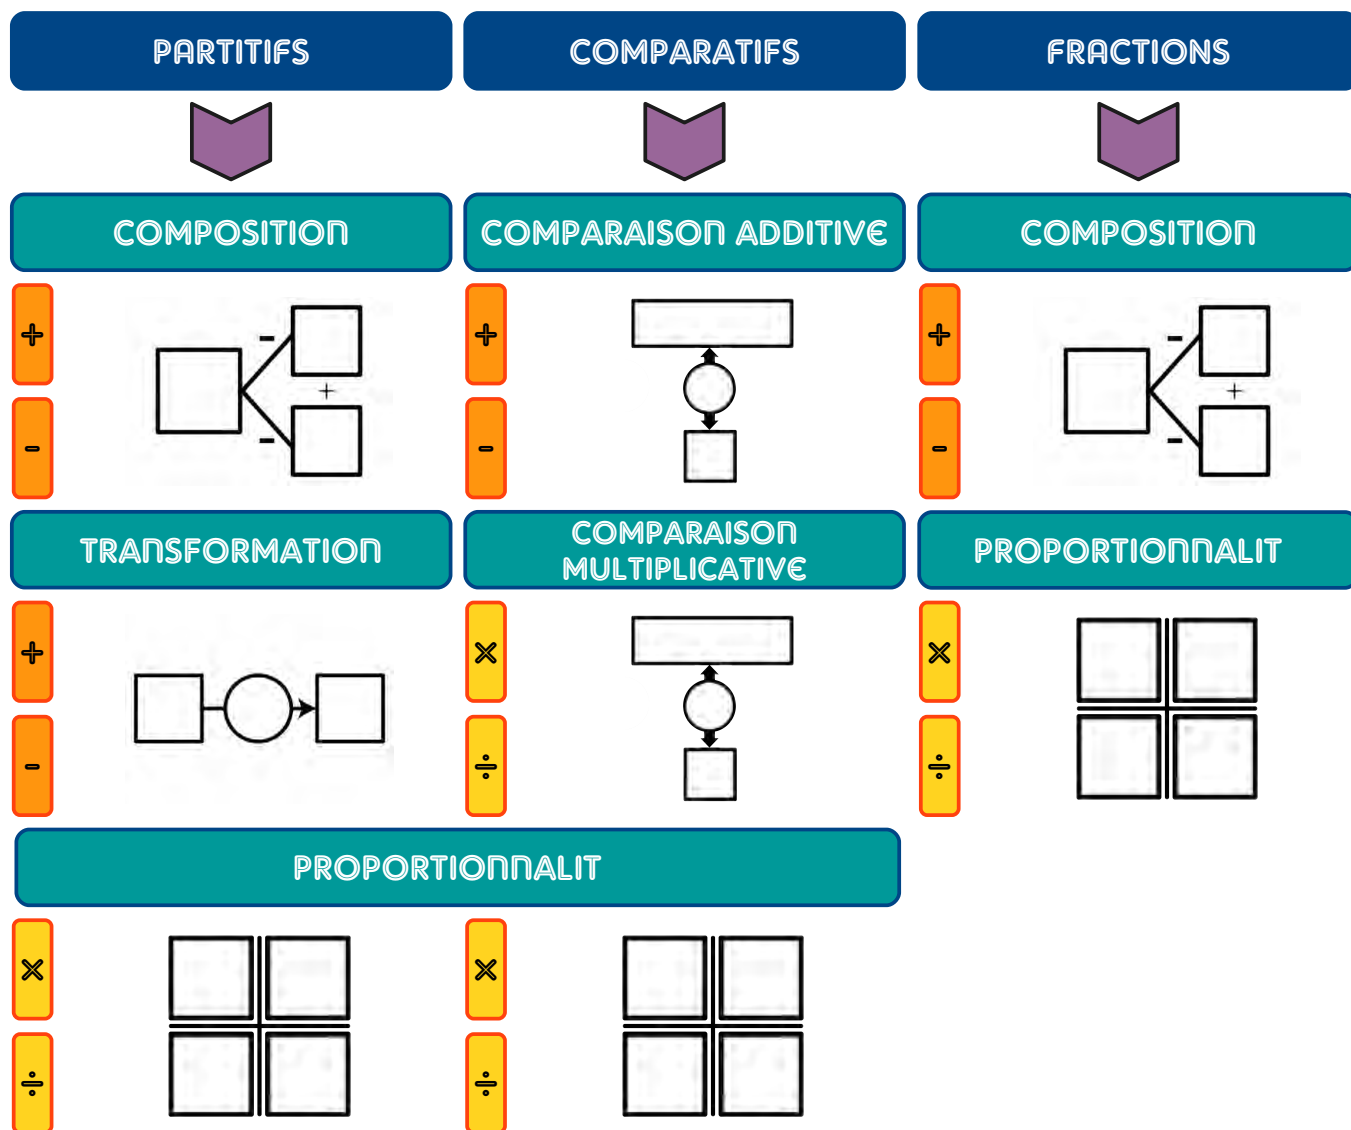 PARTITIFS
COMPARATIFS
FRACTIONS
COMPOSITION
COMPARAISON ADDITIVE
COMPOSITION
+
-
-
+
-
+
-
+
-
-
+
-
TRANSFORMATION
COMPARAISON
MULTIPLICATIVE
PROPORTIONNALIT
+
-
×
÷
×
÷
PROPORTIONNALIT
×
÷
×
÷